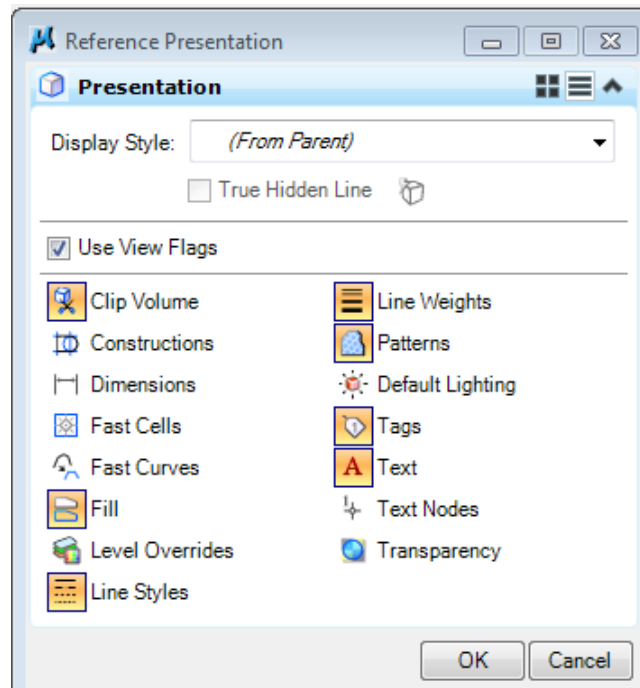 Reference Presentation
Presentation
Display Style: (From Parent)
True Hidden Line
Use View Flags
Clip Volume
Constructions
Dimensions
Fast Cells
Fast Curves
Fill
Level Overrides
Line Styles
Line Weights
Patterns
Default Lighting
Tags
A Text
Text Nodes
Transparency
OK Cancel